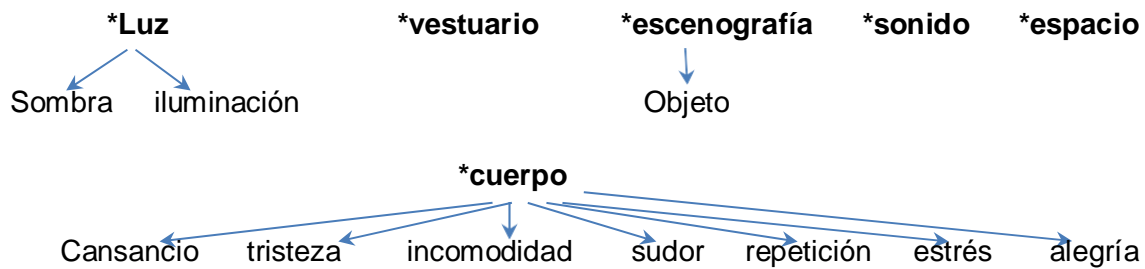 *Luz *vestuario *escenografía *sonido *espacio
Sombra iluminación Objeto
*cuerpo
Cansancio tristeza incomodidad sudor repetición estrés alegría